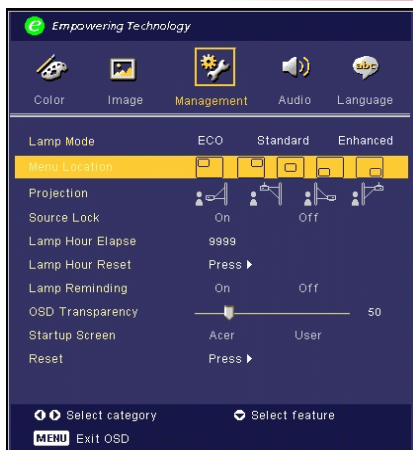 e Empowering Technology
Color Image Management Audio Language
Lamp Mode ECO Standard Enhanced
Menu Location
Projection
Source Lock On Off
Lamp Hour Elapse 9999
Lamp Hour Reset Press
Lamp Reminding On Off
OSD Transparency 50
Startup Screen Acer User
Reset Press
Select category Select feature
MENU Exit OSD